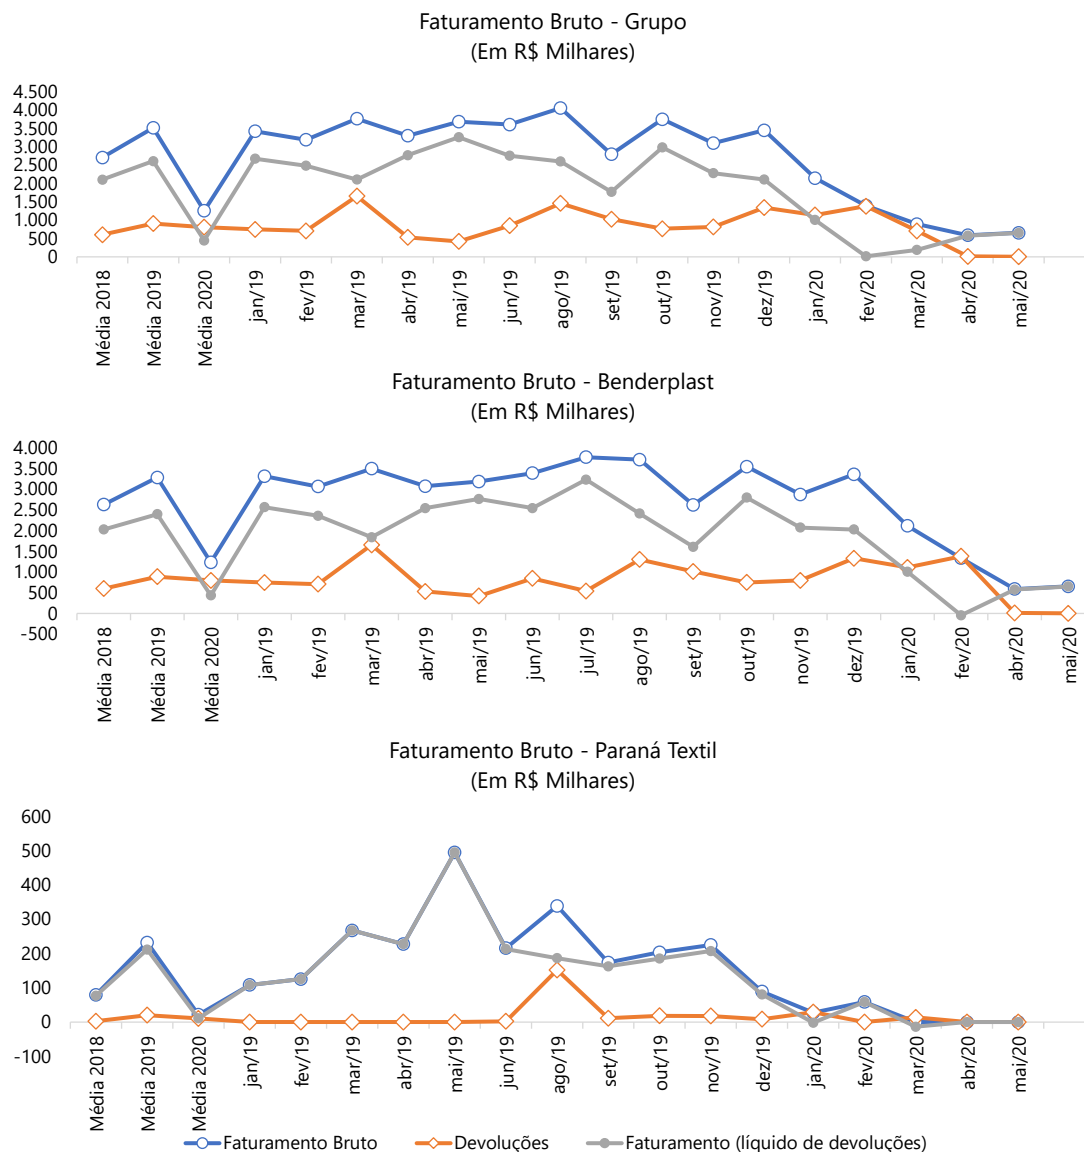 Faturamento Bruto - Grupo
(Em R$ Milhares)
4.500
4.000
3.500
3.000
2.500
2.000
1.500
1.000
500
0
Média 2018
Média 2019
Média 2020
jan/19
fev/19
mar/19
abr/19
mai/19
jun/19
ago/19
set/19
out/19
nov/19
dez/19
jan/20
fev/20
mar/20
abr/20
mai/20
Faturamento Bruto - Benderplast
(Em R$ Milhares)
4.000
3.500
3.000
2.500
2.000
1.500
1.000
500
0
-500
Média 2018
Média 2019
Média 2020
jan/19
fev/19
mar/19
abr/19
mai/19
jun/19
jul/19
ago/19
set/19
out/19
nov/19
dez/19
jan/20
fev/20
abr/20
mai/20
Faturamento Bruto - Paraná Textil
(Em R$ Milhares)
600
500
400
300
200
100
0
-100
Média 2018
Média 2019
Média 2020
jan/19
fev/19
mar/19
abr/19
mai/19
jun/19
ago/19
set/19
out/19
nov/19
dez/19
jan/20
fev/20
mar/20
abr/20
mai/20
Faturamento Bruto
Devoluções
Faturamento (líquido de devoluções)